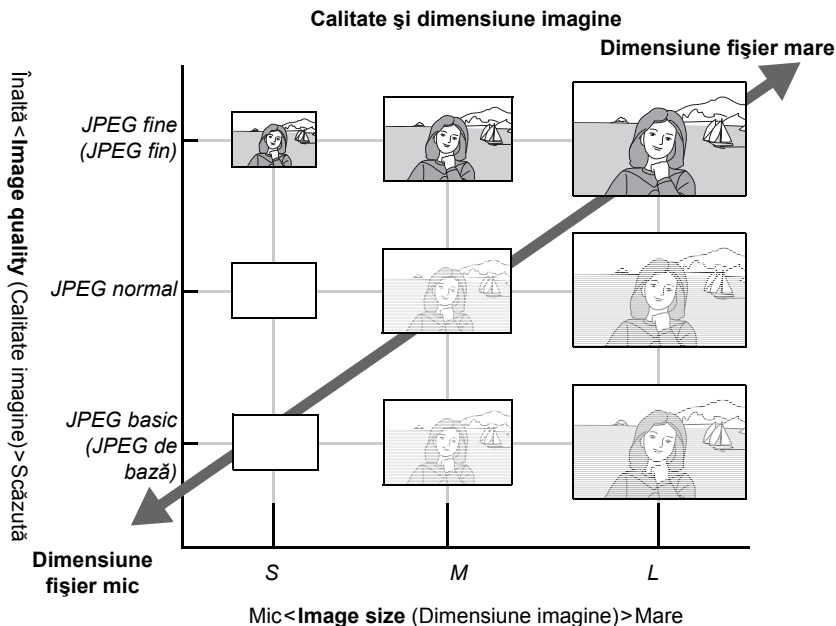 Calitate şi dimensiune imagine
Dimensiune fişier mare
Înaltă<Image quality (Calitate imagine)>Scăzută
JPEG fine
(JPEG fin)
JPEG normal
JPEG basic
(JPEG de
bază)
Dimensiune
fişier mic
S M L
Mic<Image size (Dimensiune imagine)>Mare